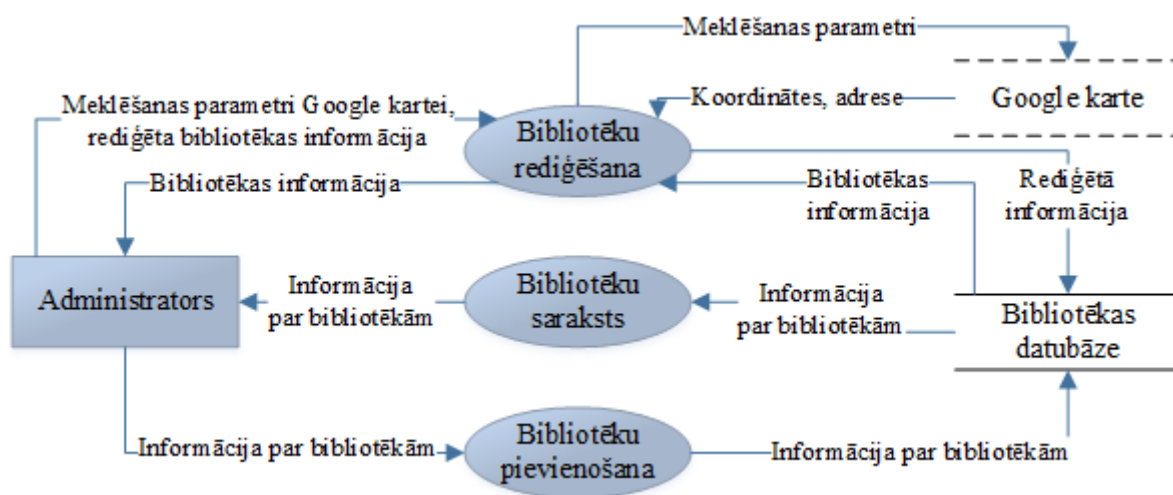 Meklēšanas parametri
Meklēšanas parametri Google kartei,
rediģēta bibliotēkas informācija
Bibliotēku
rediģēšana
Koordinātes, adrese
Google karte
Bibliotēkas informācija
Bibliotēkas
informācija
Rediģētā
informācija
Administrators
Informācija
par bibliotēkām
Bibliotēku
saraksts
Informācija
par bibliotēkām
Bibliotēkas
datubāze
Informācija par bibliotēkām
Bibliotēku
pievienošana
Informācija par bibliotēkām